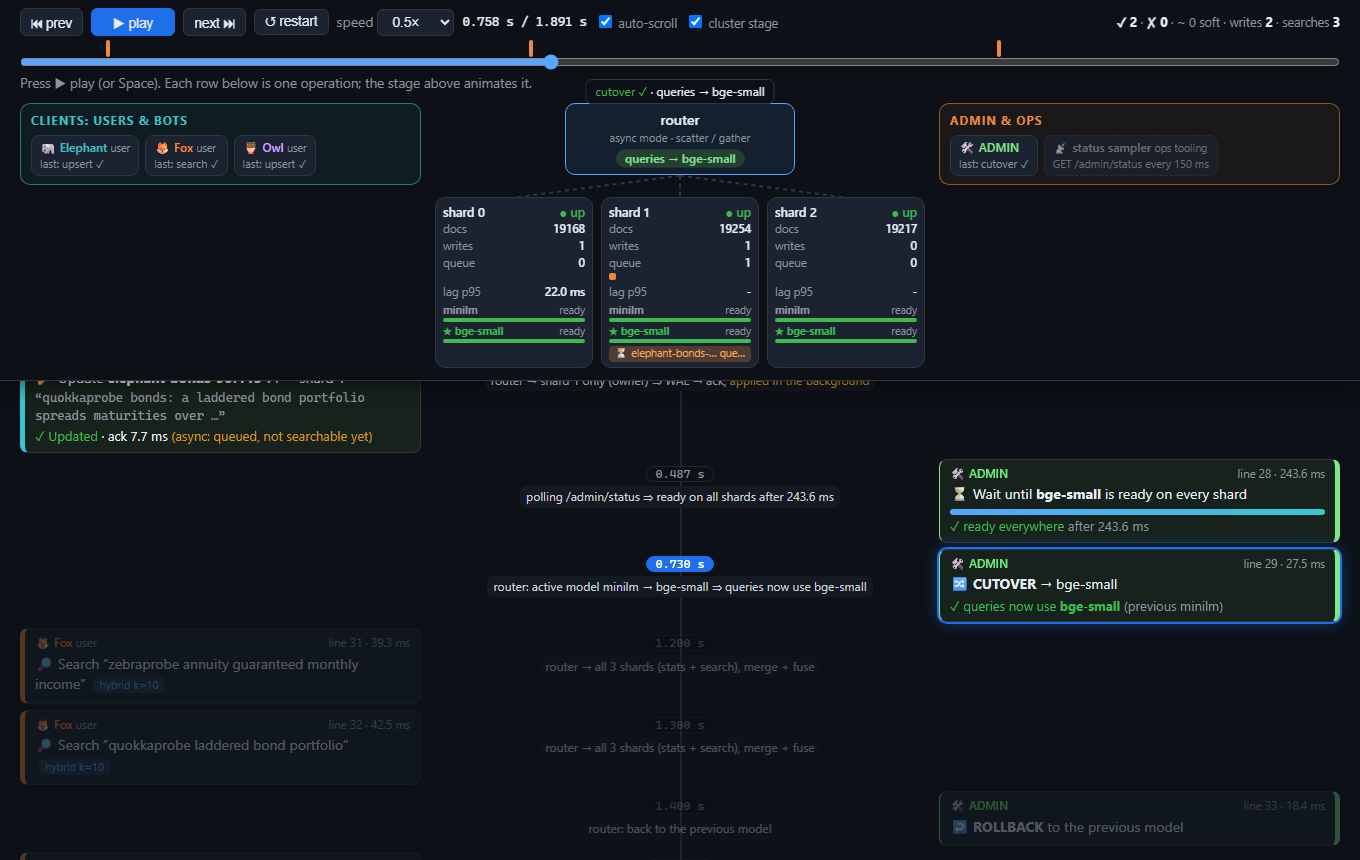 ⏮ prev ▶ play next ⏭ ↺ restart speed 0.5× 0.758 s / 1.891 s auto-scroll cluster stage ✓ 2 · ✗ 0 · ~ 0 soft · writes 2 · searches 3
Press ▶ play (or Space). Each row below is one operation; the stage above animates it.
cutover ✓ · queries → bge-small
CLIENTS: USERS & BOTS
🐘 Elephant user
last: upsert ✓
🦊 Fox user
last: search ✓
🦉 Owl user
last: upsert ✓
router
async mode · scatter / gather
queries → bge-small
ADMIN & OPS
🛠 ADMIN
last: cutover ✓
📡 status sampler ops tooling
GET /admin/status every 150 ms
shard 0 ● up
docs 19168
writes 1
queue 0
lag p95 22.0 ms
minilm ready
★ bge-small ready
shard 1 ● up
docs 19254
writes 1
queue 1
lag p95 -
minilm ready
★ bge-small ready
⏳ elephant-bonds-... que...
shard 2 ● up
docs 19217
writes 0
queue 0
lag p95 -
minilm ready
★ bge-small ready
router → shard 1 only (owner) ⇒ WAL → ack, applied in the background
“quokkaprobe bonds: a laddered bond portfolio
spreads maturities over …”
✓ Updated · ack 7.7 ms (async: queued, not searchable yet)
0.487 s
polling /admin/status ⇒ ready on all shards after 243.6 ms
🛠 ADMIN line 28 · 243.6 ms
⏳ Wait until bge-small is ready on every shard
✓ ready everywhere after 243.6 ms
0.730 s
router: active model minilm → bge-small ⇒ queries now use bge-small
🛠 ADMIN line 29 · 27.5 ms
🔀 CUTOVER → bge-small
✓ queries now use bge-small (previous minilm)
🦊 Fox user line 31 · 39.3 ms
🔎 Search “zebraprobe annuity guaranteed monthly
income” hybrid k=10
1.200 s
router → all 3 shards (stats + search), merge + fuse
🦊 Fox user line 32 · 42.5 ms
🔎 Search “quokkaprobe laddered bond portfolio”
hybrid k=10
1.300 s
router → all 3 shards (stats + search), merge + fuse
1.400 s
router: back to the previous model
🛠 ADMIN line 33 · 18.4 ms
↩ ROLLBACK to the previous model